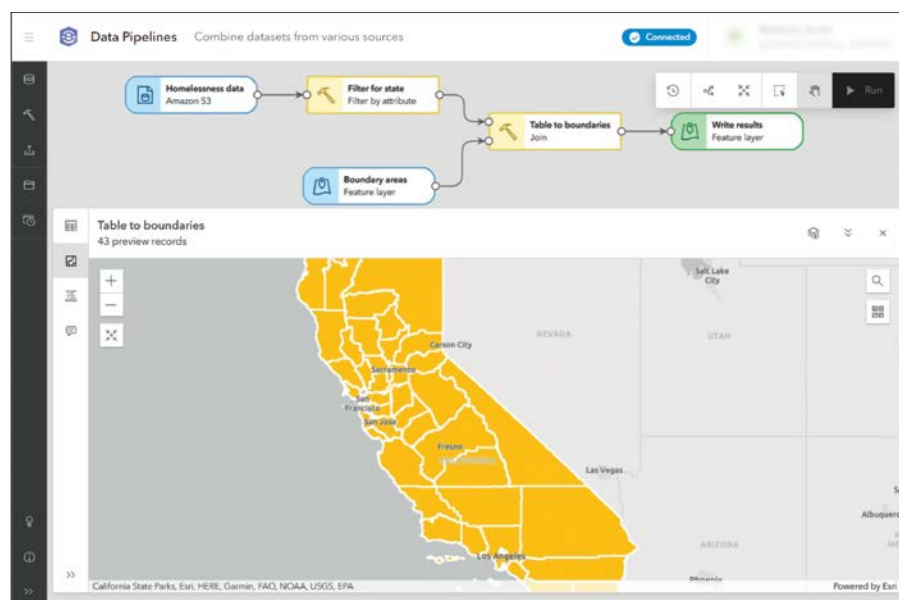 Data Pipelines
Combine datasets from various sources
Connected
Homelessness data
Amazon S3
Filter for state
Filter by attribute
Table to boundaries
Join
Write results
Feature layer
Run
Boundary areas
Feature layer
Table to boundaries
43 preview records
Salt Lake
City
NEVADA
UTAH
Carson City
Sacramento
San
Francisco
San Jose
Fresno
Las Vegas
Albuquerq
Los Angeles
ARIZONA
Phoenix
California State Parks, Esri, HERE, Garmin, FAO, NOAA, USGS, EPA
Powered by Esri